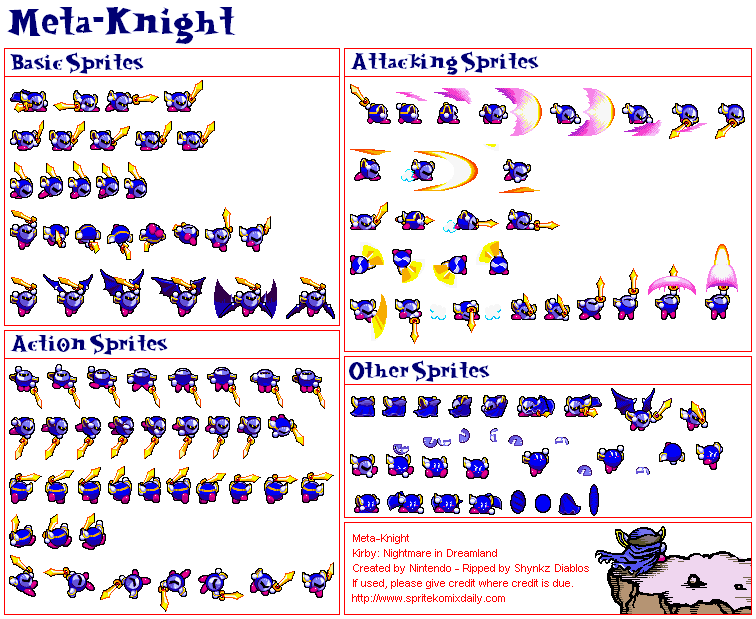 Meta-Knight
Basic Sprites
Attacking Sprites
Action Sprites
Other Sprites
Meta-Knight
Kirby: Nightmare in Dreamland
Created by Nintendo - Ripped by Shynkz Diablos
If used, please give credit where credit is due.
http://www.spritekomixdaily.com